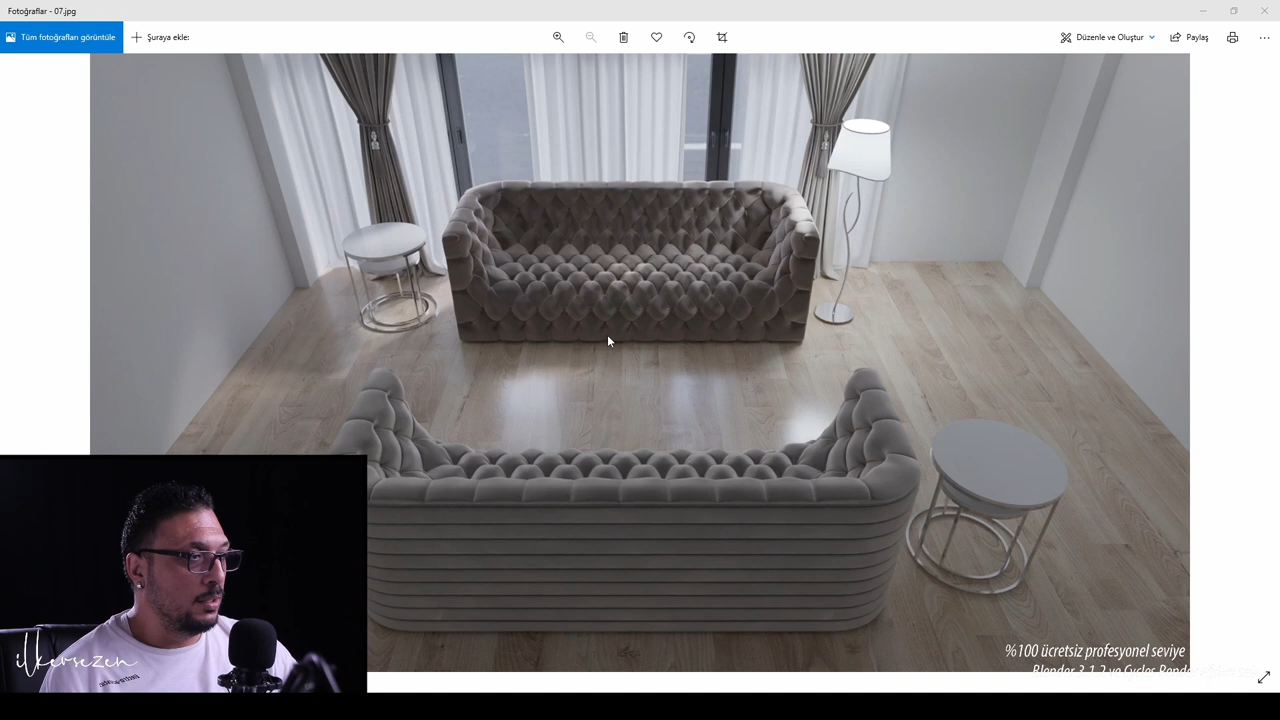 Fotoğraflar - 07.jpg
Tüm fotoğrafları görüntüle
Şuraya ekle:
Düzenle ve Oluştur
Paylaş
ilkersezen
%100 ücretsiz profesyonel seviye
Blender 3.1.2 ve Cycles Render